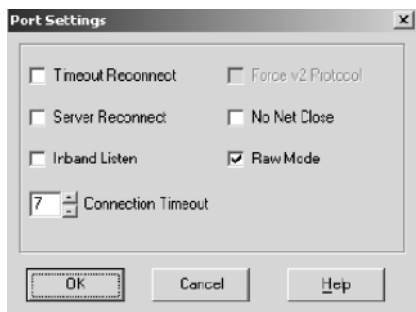 Port Settings
Timeout Reconnect
Force v2 Protocol
Server Reconnect
No Net Close
Inband Listen
Raw Mode
7 Connection Timeout
OK Cancel Help